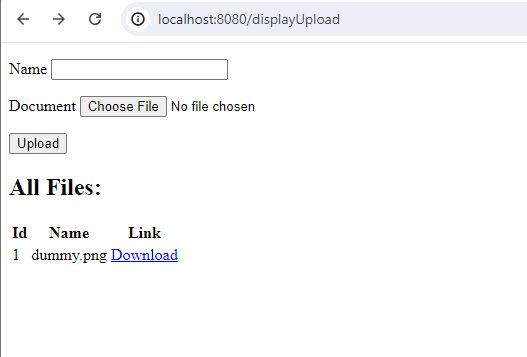 localhost:8080/displayUpload
Name
Document Choose File No file chosen
Upload
All Files:
Id Name Link
1 dummy.png Download